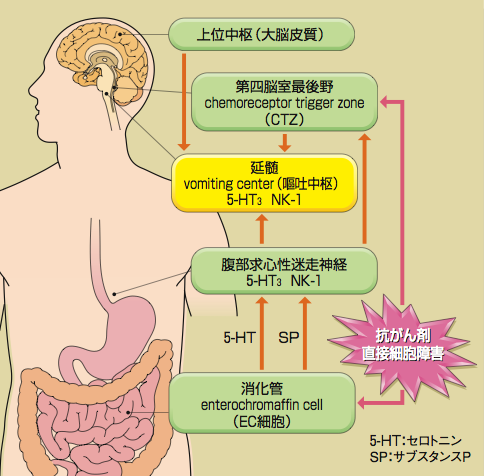 上位中枢（大脳皮質）
第四脳室最後野
chemoreceptor trigger zone
（CTZ）
延髄
vomiting center（嘔吐中枢）
5-HT₃ NK-1
腹部求心性迷走神経
5-HT₃ NK-1
5-HT
SP
抗がん剤
直接細胞障害
消化管
enterochromaffin cell
（EC細胞）
5-HT：セロトニン
SP：サブスタンスP